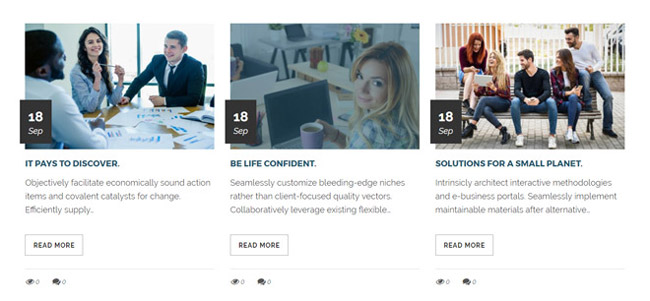 18
Sep
IT PAYS TO DISCOVER.
Objectively facilitate economically sound action
items and covalent catalysts for change.
Efficiently supply..
READ MORE
0 0
18
Sep
BE LIFE CONFIDENT.
Seamlessly customize bleeding-edge niches
rather than client-focused quality vectors.
Collaboratively leverage existing flexible..
READ MORE
0 0
18
Sep
SOLUTIONS FOR A SMALL PLANET.
Intrinsicly architect interactive methodologies
and e-business portals. Seamlessly implement
maintainable materials after alternative..
READ MORE
0 0